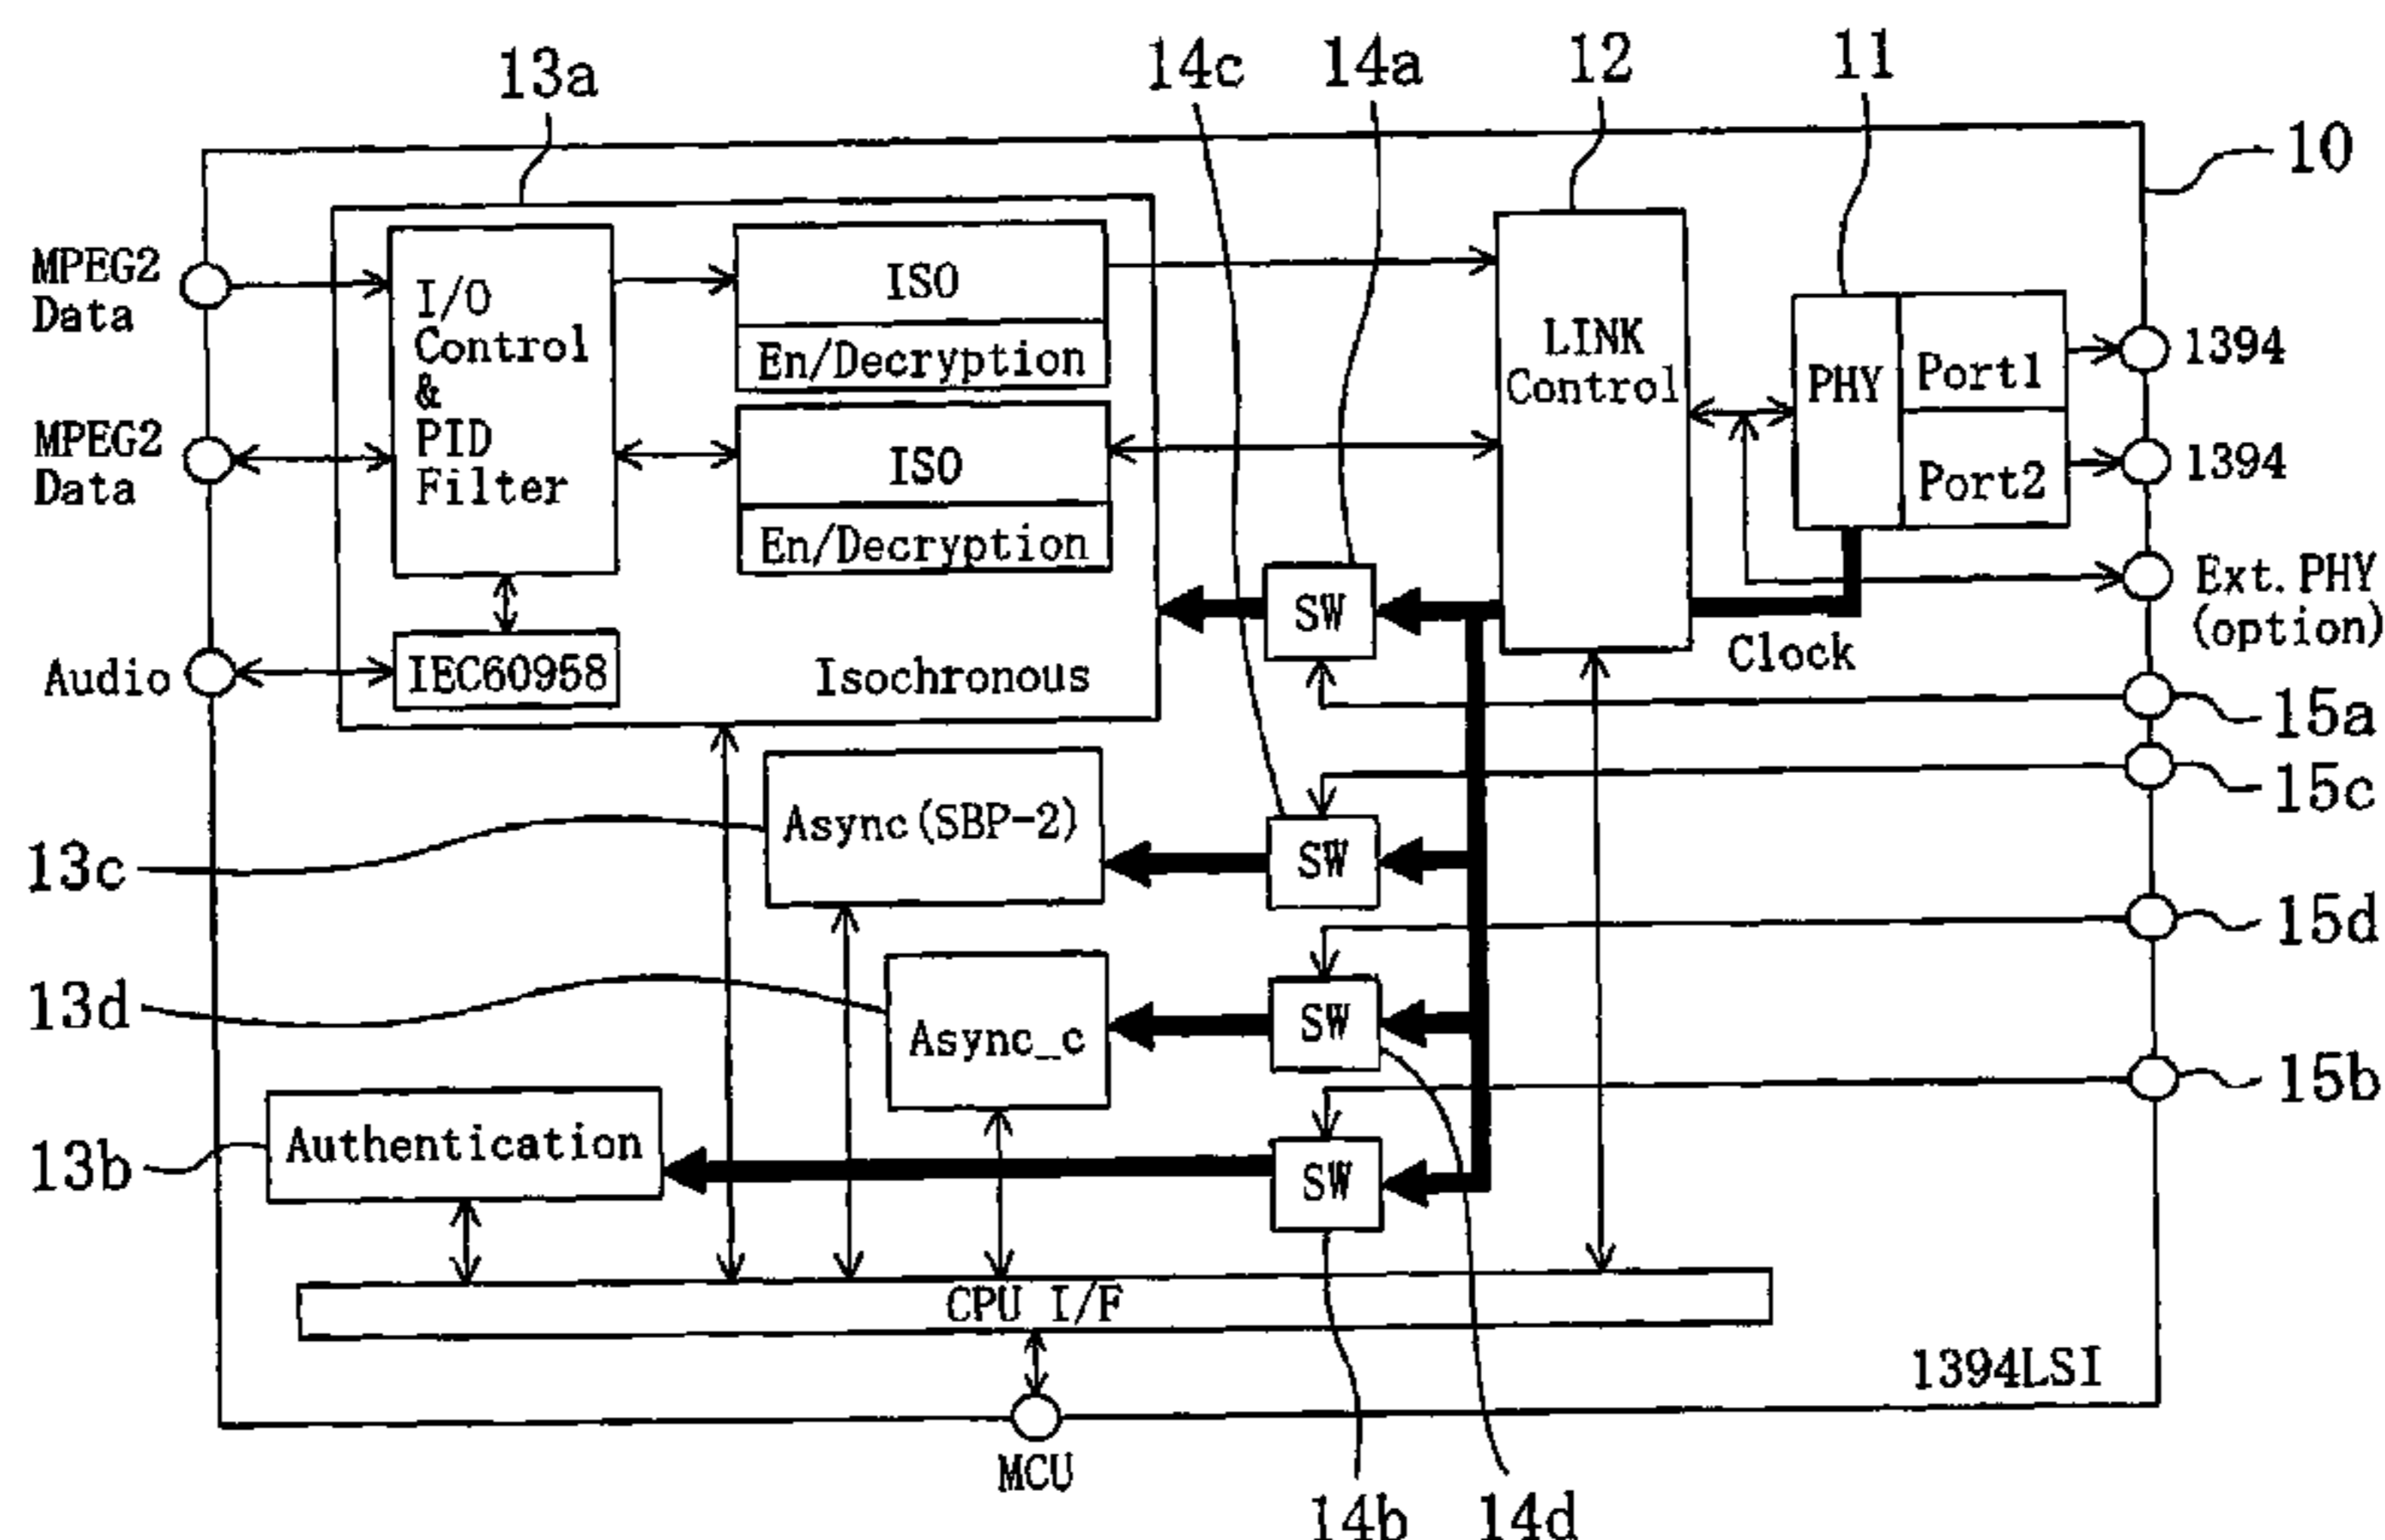 13a
14c
14a
12
11
10
MPEG2
Data
I/O
Control
&
PID
Filter
ISO
En/Decryption
LINK
Control
PHY
Port1
1394
MPEG2
Data
ISO
En/Decryption
Port2
1394
SW
Ext.PHY
(option)
Clock
Audio
IEC60958
Isochronous
15a
15c
Async(SBP-2)
SW
13c
15d
13d
Async_c
SW
15b
13b
Authentication
SW
CPU I/F
1394LSI
MCU
14b
14d